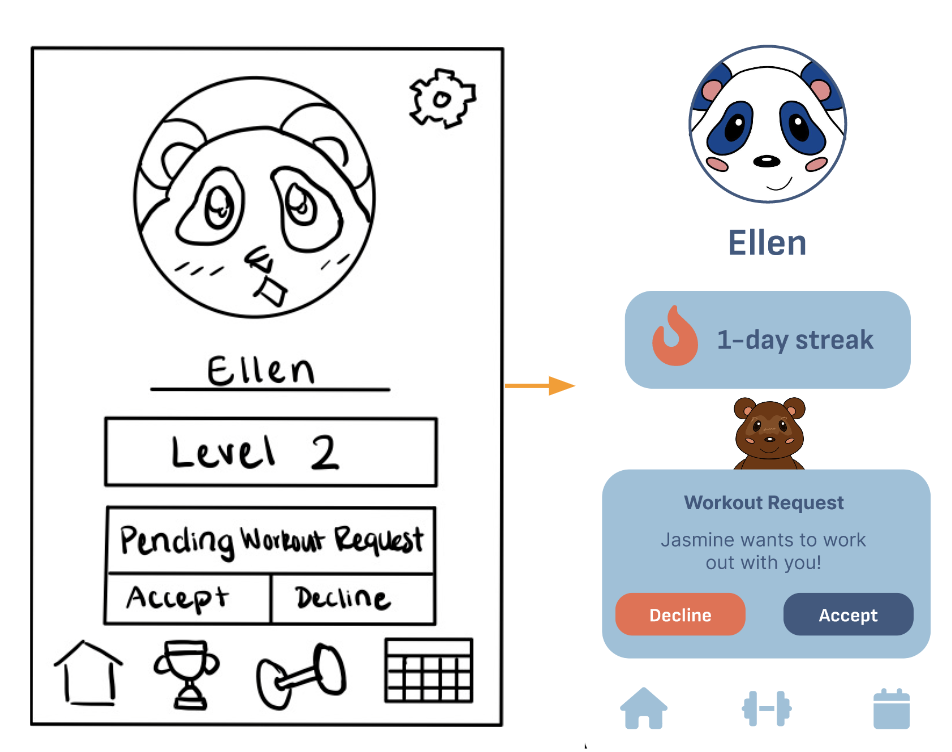 Ellen
Level 2
Pending Workout Request
Accept
Decline
Ellen
1-day streak
Workout Request
Jasmine wants to work
out with you!
Decline
Accept